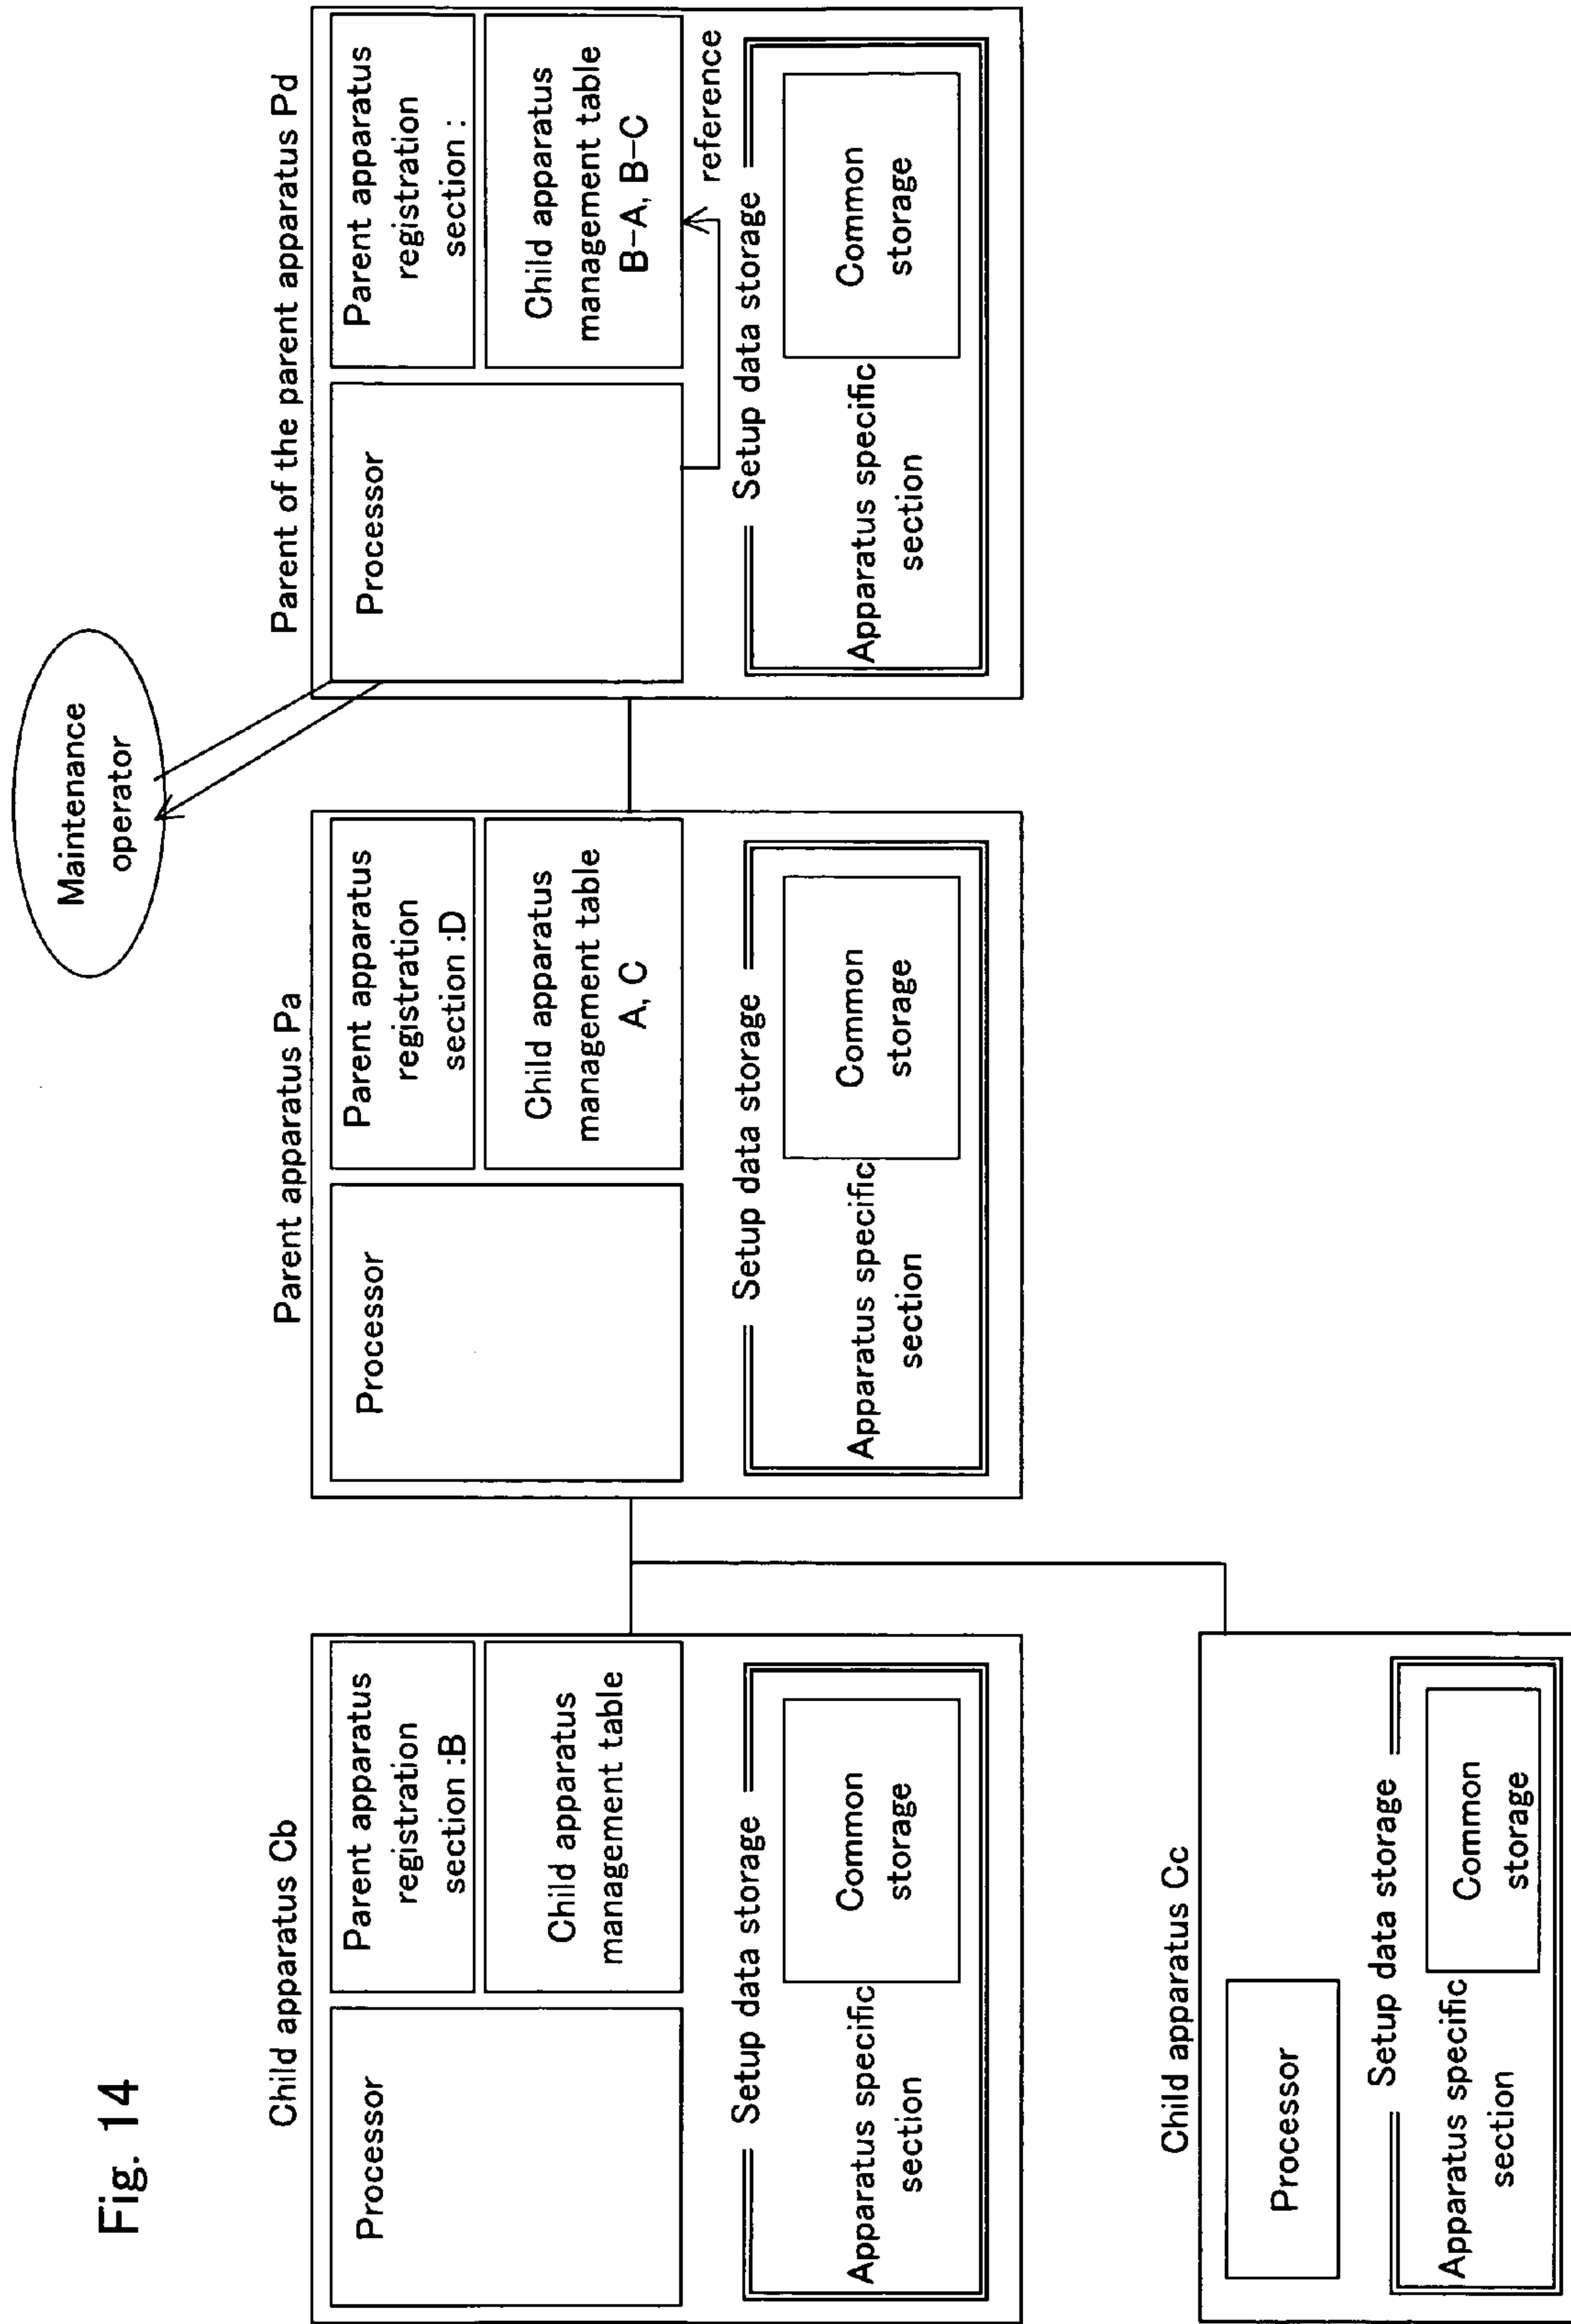 Fig. 14
Maintenance
operator
Child apparatus Cb
Processor
Parent apparatus
registration
section :B
Child apparatus
management table
Setup data storage
Apparatus specific
section
Common
storage
Parent apparatus Pa
Processor
Parent apparatus
registration
section :D
Child apparatus
management table
A, C
Setup data storage
Apparatus specific
section
Common
storage
Parent of the parent apparatus Pd
Processor
Parent apparatus
registration
section :
Child apparatus
management table
B-A, B-C
reference
Setup data storage
Apparatus specific
section
Common
storage
Child apparatus Cc
Processor
Setup data storage
Apparatus specific
section
Common
storage